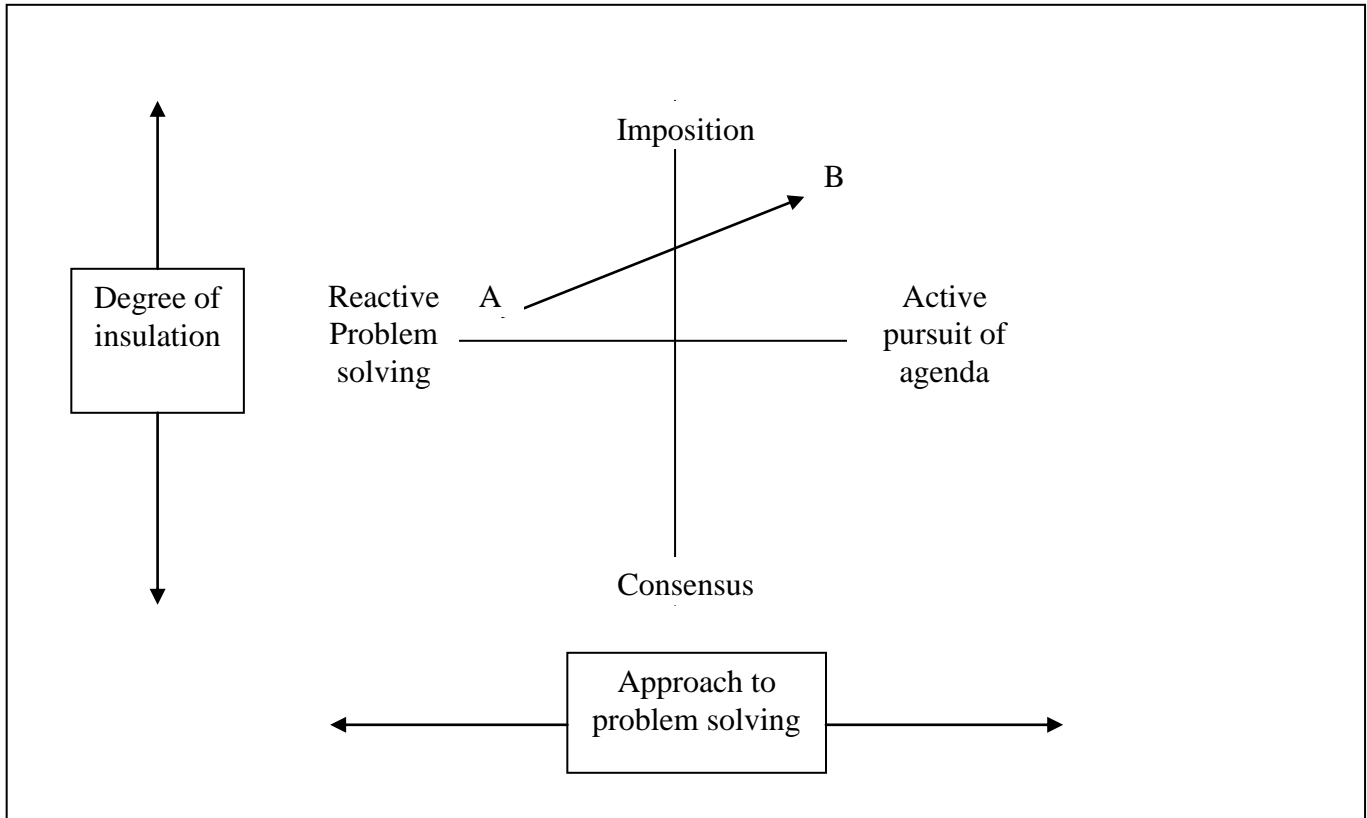 Imposition
B
Degree of
insulation
Reactive
Problem
solving
A
Active
pursuit of
agenda
Consensus
Approach to
problem solving